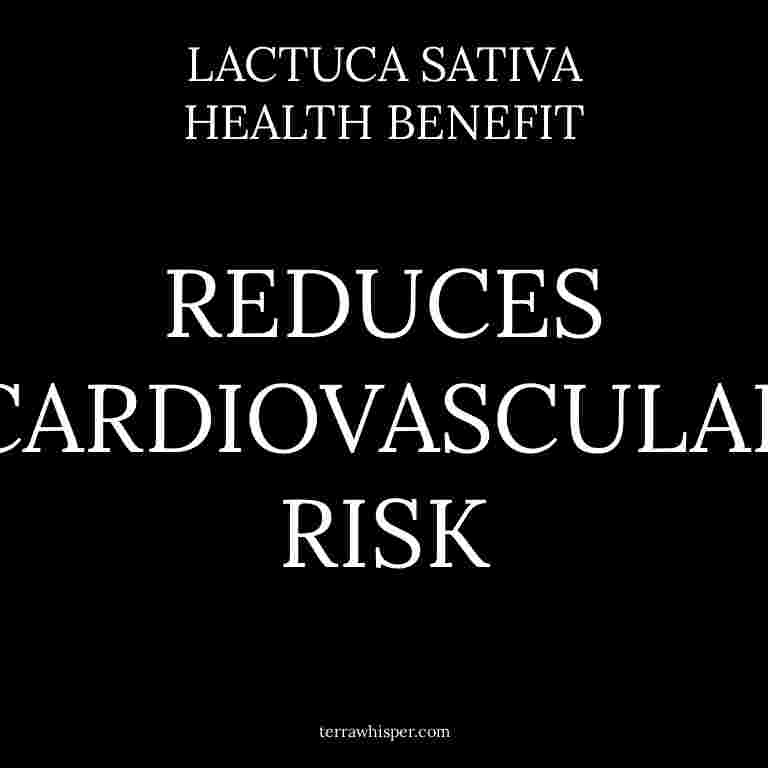 LACTUCA SATIVA
HEALTH BENEFIT
REDUCES
CARDIOVASCULAR
RISK
terrawhisper.com